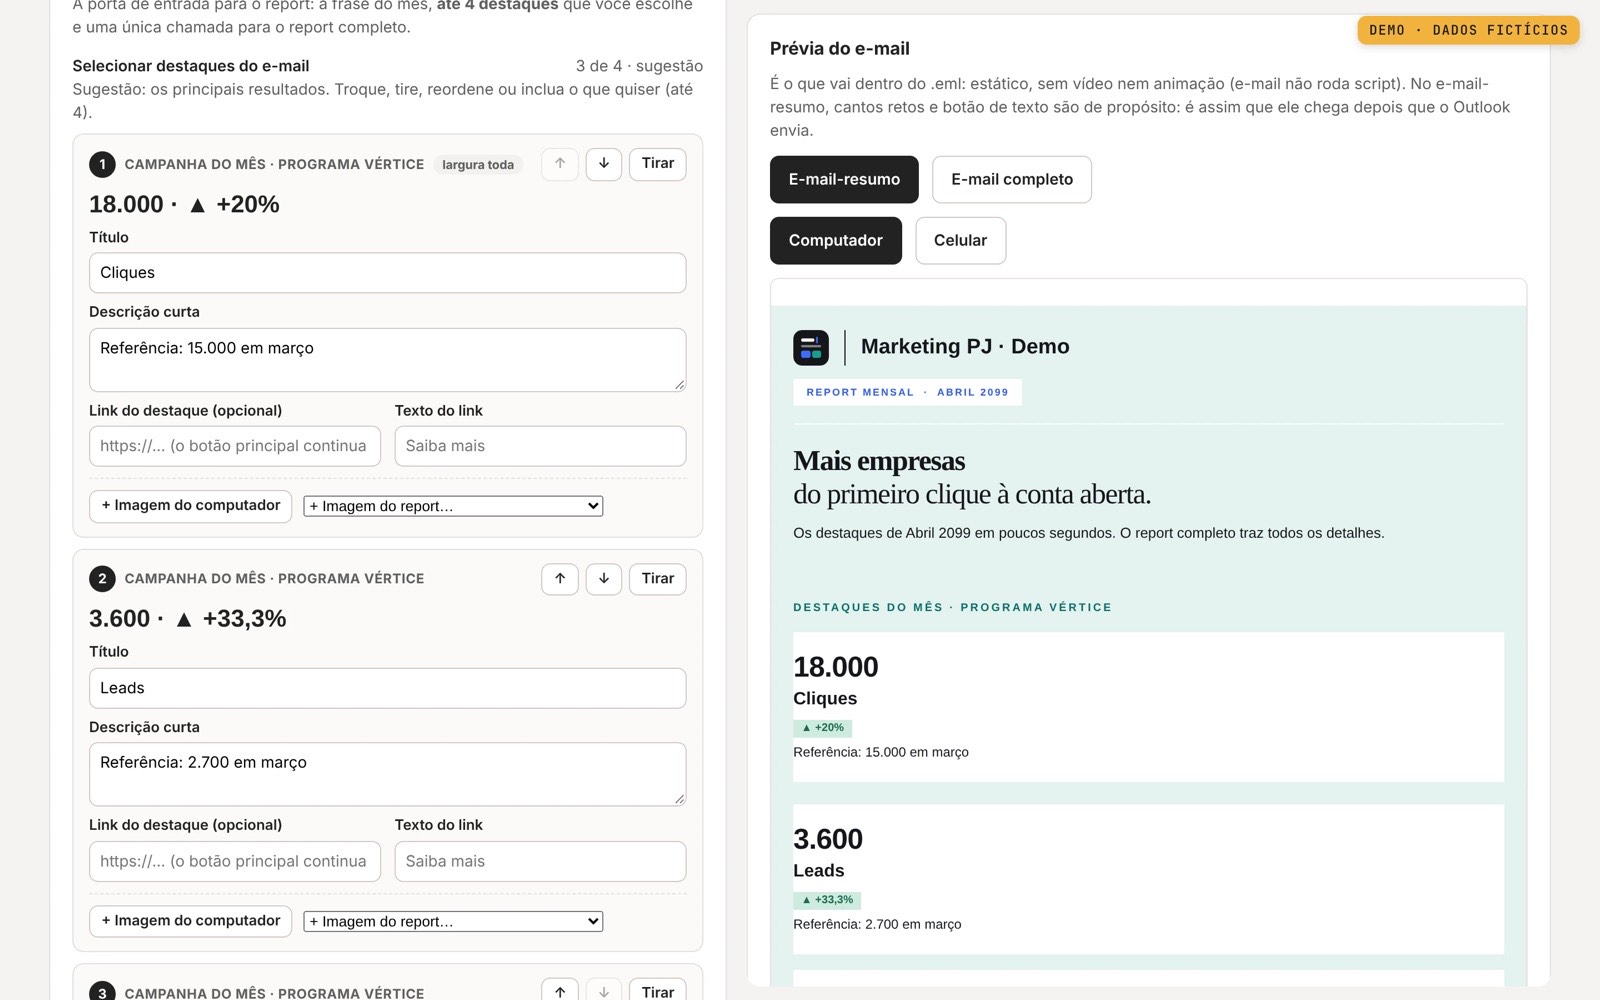 A porta de entrada para o report: a frase do mês, até 4 destaques que você escolhe
e uma única chamada para o report completo.
Selecionar destaques do e-mail
3 de 4 · sugestão
Sugestão: os principais resultados. Troque, tire, reordene ou inclua o que quiser (até
4).
1 CAMPANHA DO MÊS · PROGRAMA VÉRTICE largura toda ↑ ↓ Tirar
18.000 · ▲ +20%
Título
Cliques
Descrição curta
Referência: 15.000 em março
Link do destaque (opcional) Texto do link
https://... (o botão principal continua Saiba mais
+ Imagem do computador + Imagem do report...
2 CAMPANHA DO MÊS · PROGRAMA VÉRTICE ↑ ↓ Tirar
3.600 · ▲ +33,3%
Título
Leads
Descrição curta
Referência: 2.700 em março
Link do destaque (opcional) Texto do link
https://... (o botão principal continua Saiba mais
+ Imagem do computador + Imagem do report...
3 CAMPANHA DO MÊS · PROGRAMA VÉRTICE ↑ ↓ Tirar
DEMO · DADOS FICTÍCIOS
Prévia do e-mail
É o que vai dentro do .eml: estático, sem vídeo nem animação (e-mail não roda script). No e-mail-
resumo, cantos retos e botão de texto são de propósito: é assim que ele chega depois que o Outlook
envia.
E-mail-resumo E-mail completo
Computador Celular
Marketing PJ · Demo
REPORT MENSAL · ABRIL 2099
Mais empresas
do primeiro clique à conta aberta.
Os destaques de Abril 2099 em poucos segundos. O report completo traz todos os detalhes.
DESTAQUES DO MÊS · PROGRAMA VÉRTICE
18.000
Cliques
▲ +20%
Referência: 15.000 em março
3.600
Leads
▲ +33,3%
Referência: 2.700 em março